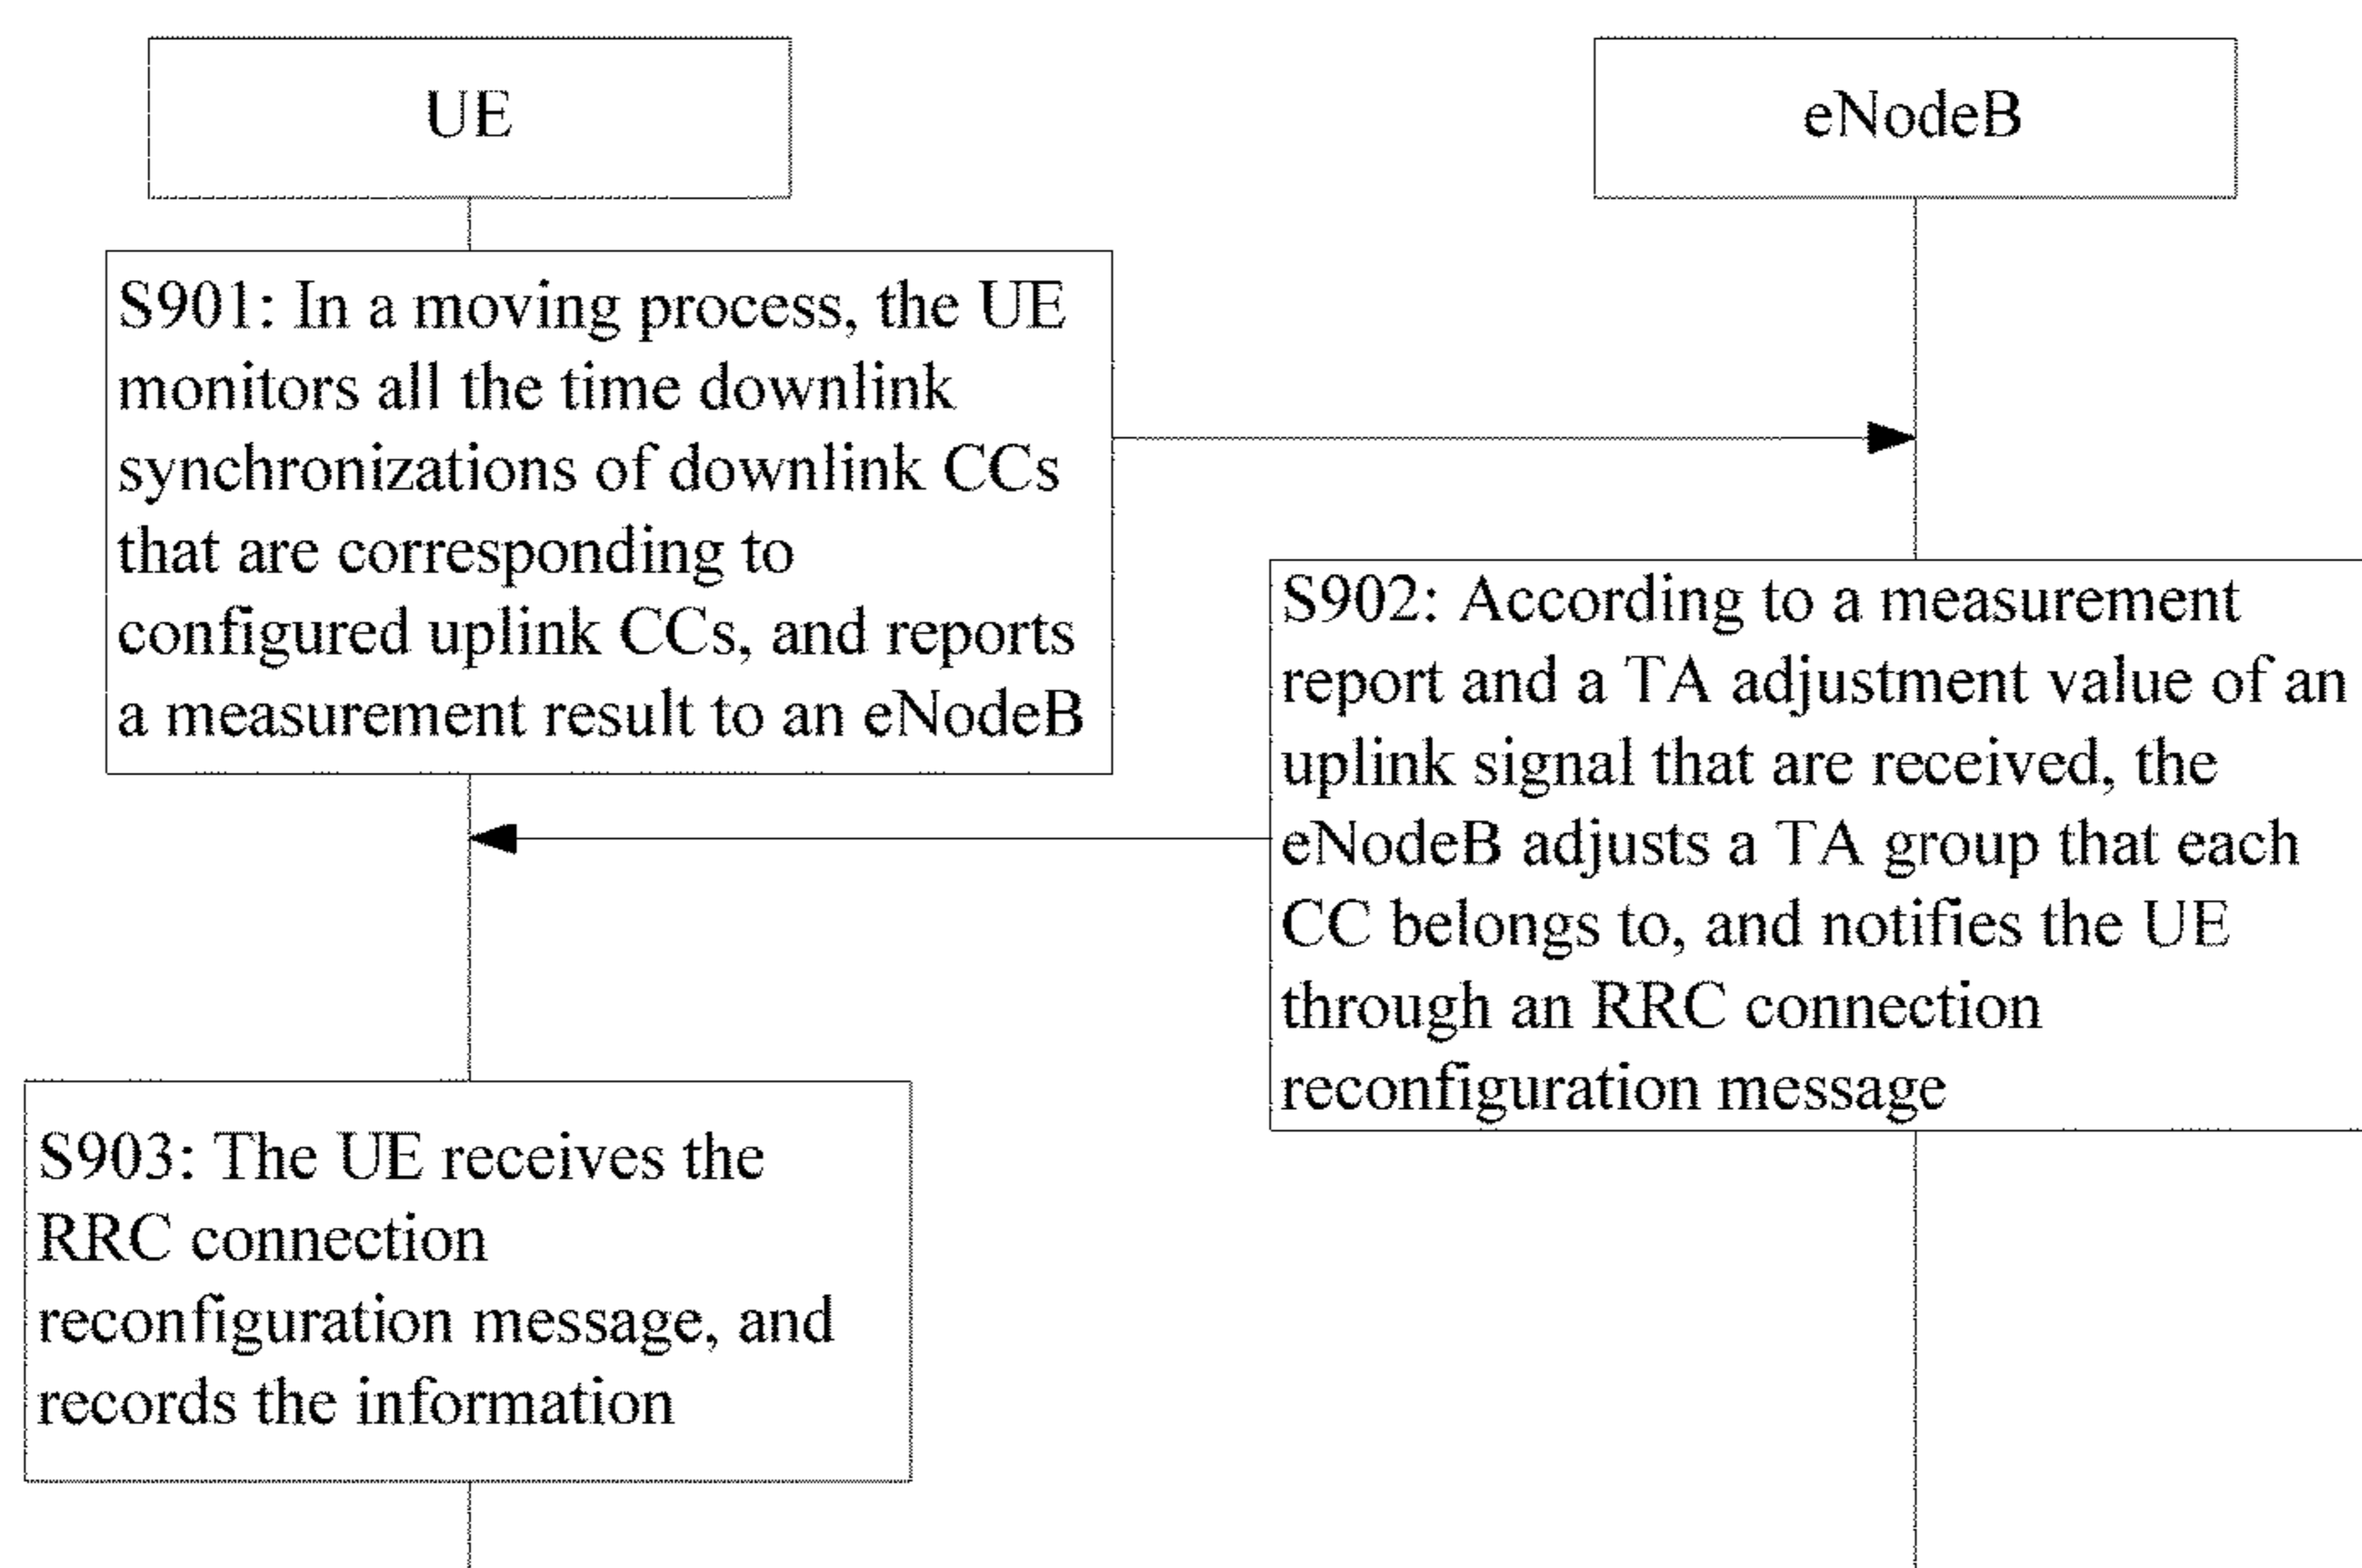 UE
eNodeB
S901: In a moving process, the UE
monitors all the time downlink
synchronizations of downlink CCs
that are corresponding to
configured uplink CCs, and reports
a measurement result to an eNodeB
S902: According to a measurement
report and a TA adjustment value of an
uplink signal that are received, the
eNodeB adjusts a TA group that each
CC belongs to, and notifies the UE
through an RRC connection
reconfiguration message
S903: The UE receives the
RRC connection
reconfiguration message, and
records the information